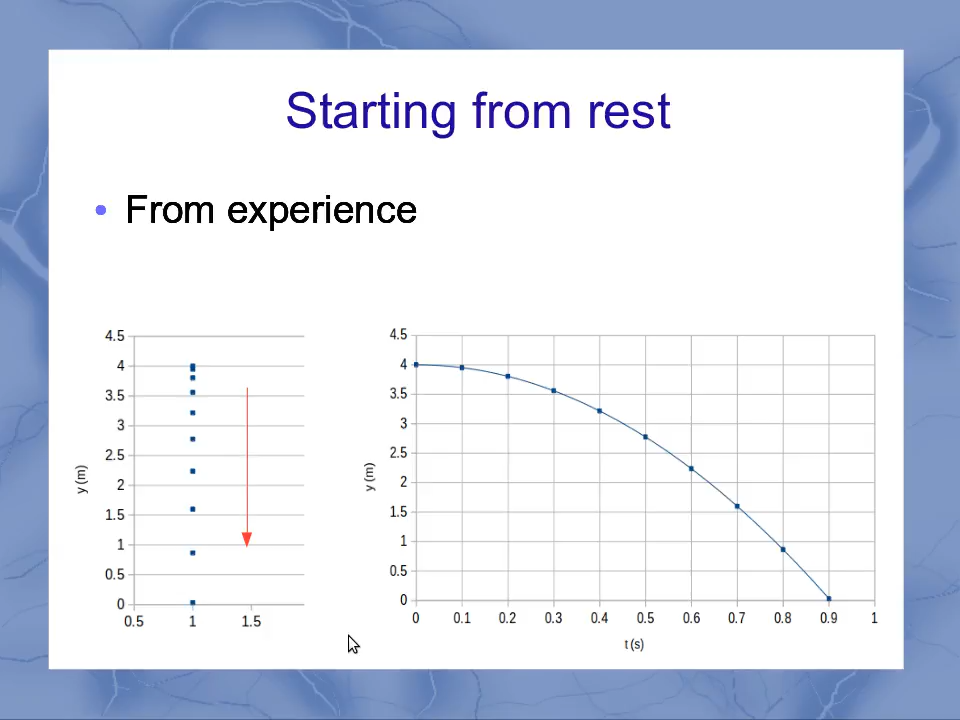 Starting from rest
• From experience
4.5
4
3.5
3
2.5
2
1.5
1
0.5
0
y (m)
0.5 1 1.5
4.5
4
3.5
3
2.5
2
1.5
1
0.5
0
y (m)
0 0.1 0.2 0.3 0.4 0.5 0.6 0.7 0.8 0.9 1
t (s)